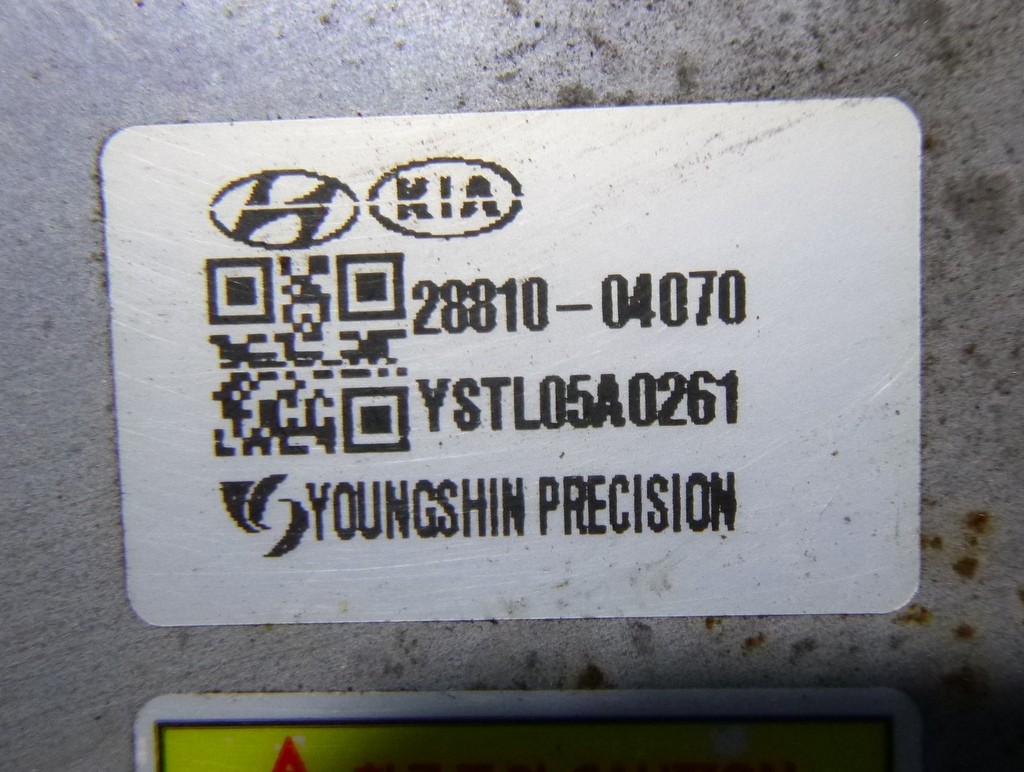 KIA
28810-04070
YSTL05A0261
YOUNGSHIN PRECISION